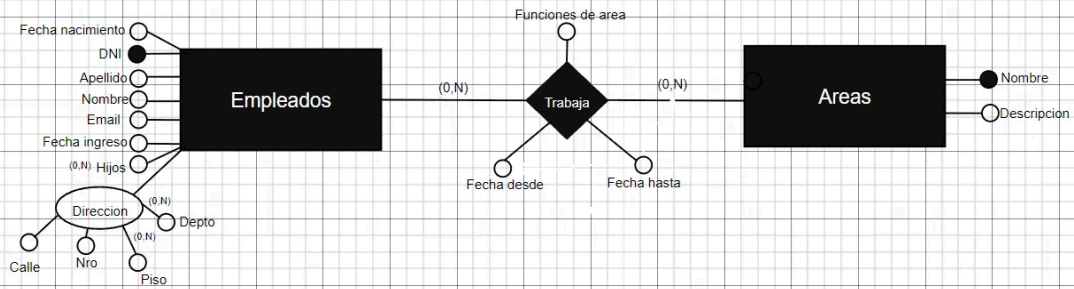 Funciones de area
Fecha nacimiento
DNI
Apellido
Nombre
Email
Fecha ingreso
(0,N) Hijos
Empleados
(0,N)
Trabaja
(0,N)
Areas
Nombre
Descripcion
Fecha desde
Fecha hasta
Direccion
(0,N)
Depto
(0,N)
Calle
Nro
Piso